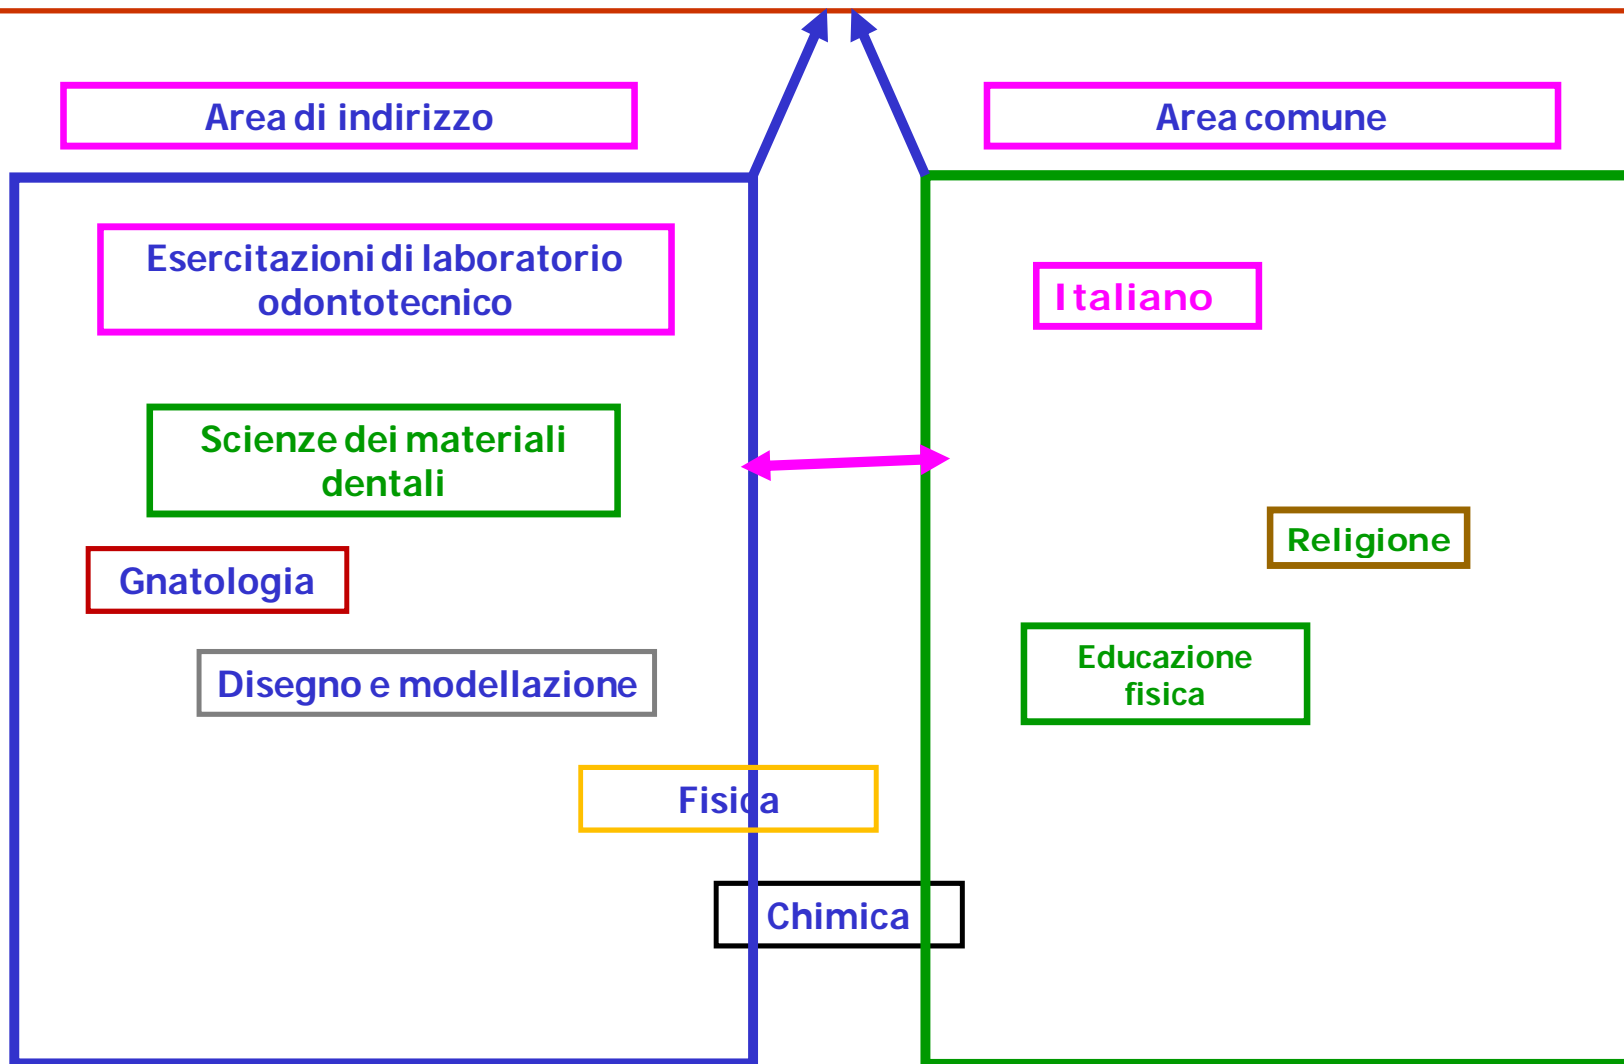 Area di indirizzo
Area comune
Esercitazioni di laboratorio
odontotecnico
Italiano
Scienze dei materiali
dentali
Religione
Gnatologia
Educazione
fisica
Disegno e modellazione
Fisica
Chimica